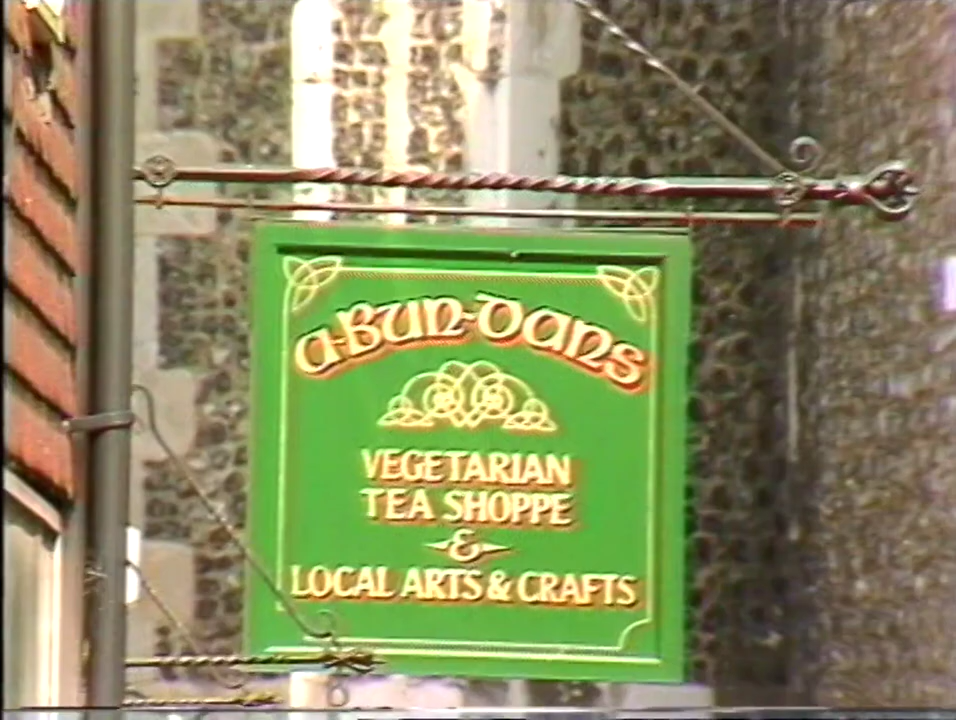 a-Bun-Dans
VEGETARIAN
TEA SHOPPE
&
LOCAL ARTS & CRAFTS